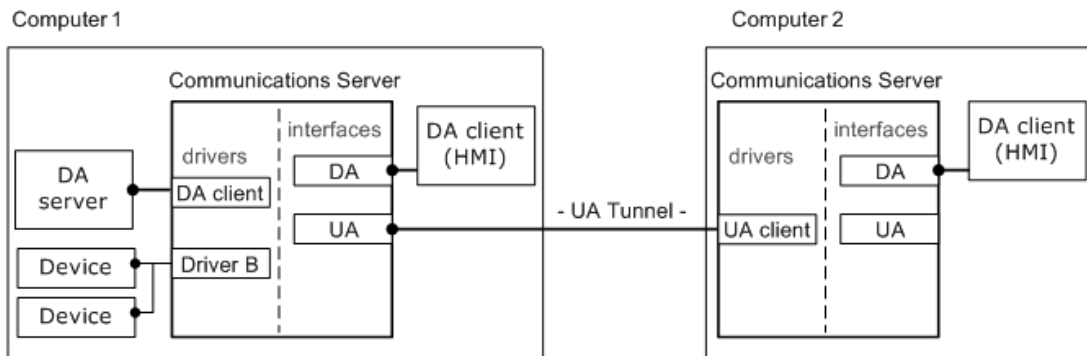 Computer 1
Computer 2
Communications Server
Communications Server
interfaces
DA client
(HMI)
interfaces
DA client
(HMI)
drivers
drivers
DA
DA
DA
server
DA client
UA
- UA Tunnel -
UA client
UA
Device
Driver B
Device